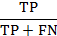 TP
TP + FN